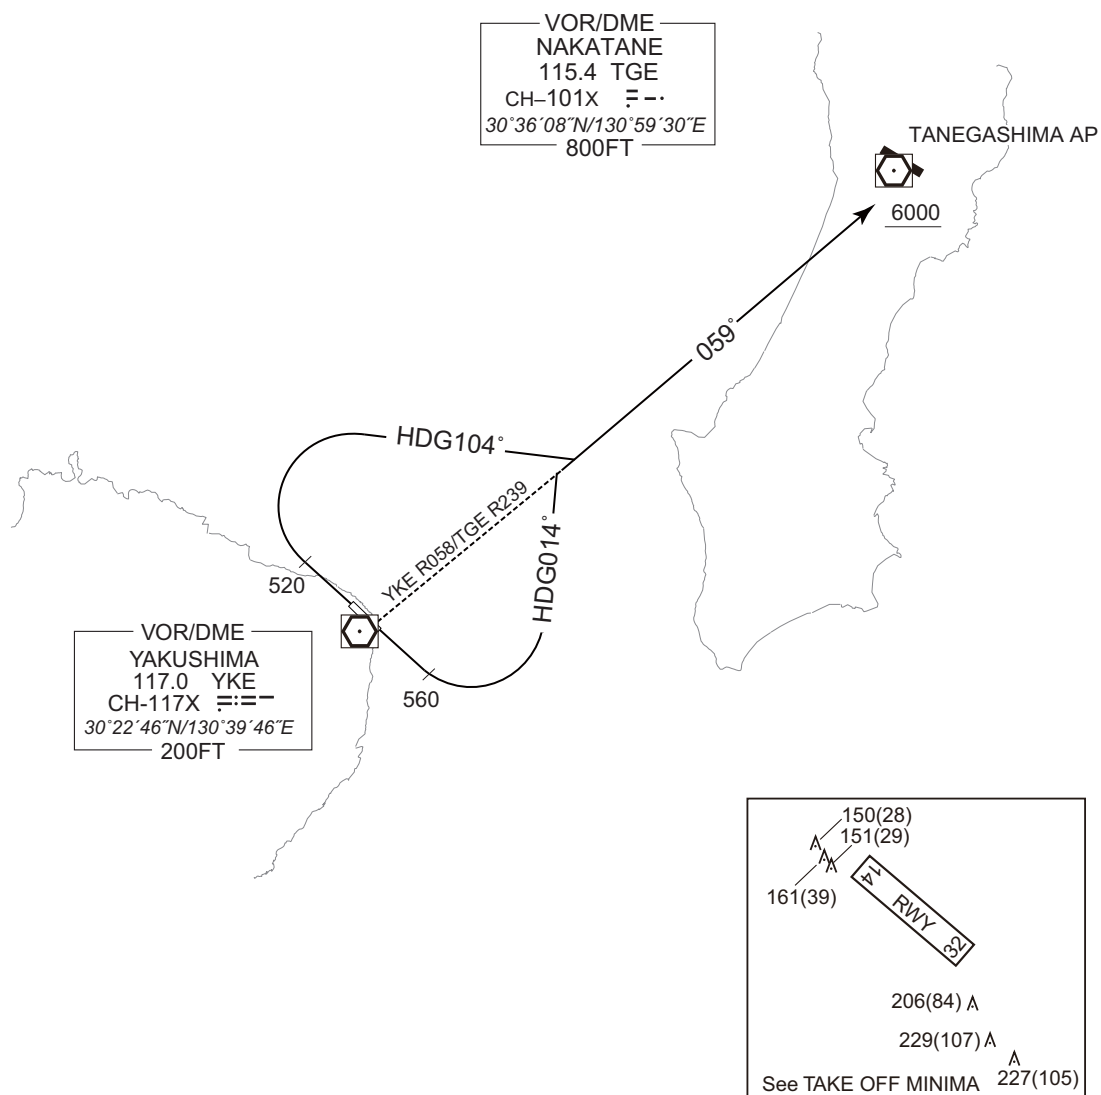 VOR/DME
NAKATANE
115.4 TGE
CH–101X
30°36´08˝N/130°59´30˝E
800FT
TANEGASHIMA AP
6000
059°
HDG104°
YKE R058/TGE R239
HDG014°
520
560
VOR/DME
YAKUSHIMA
117.0 YKE
CH-117X
30°22´46˝N/130°39´46˝E
200FT
150(28)
151(29)
161(39)
14 RWY 32
206(84)
229(107)
227(105)
See TAKE OFF MINIMA